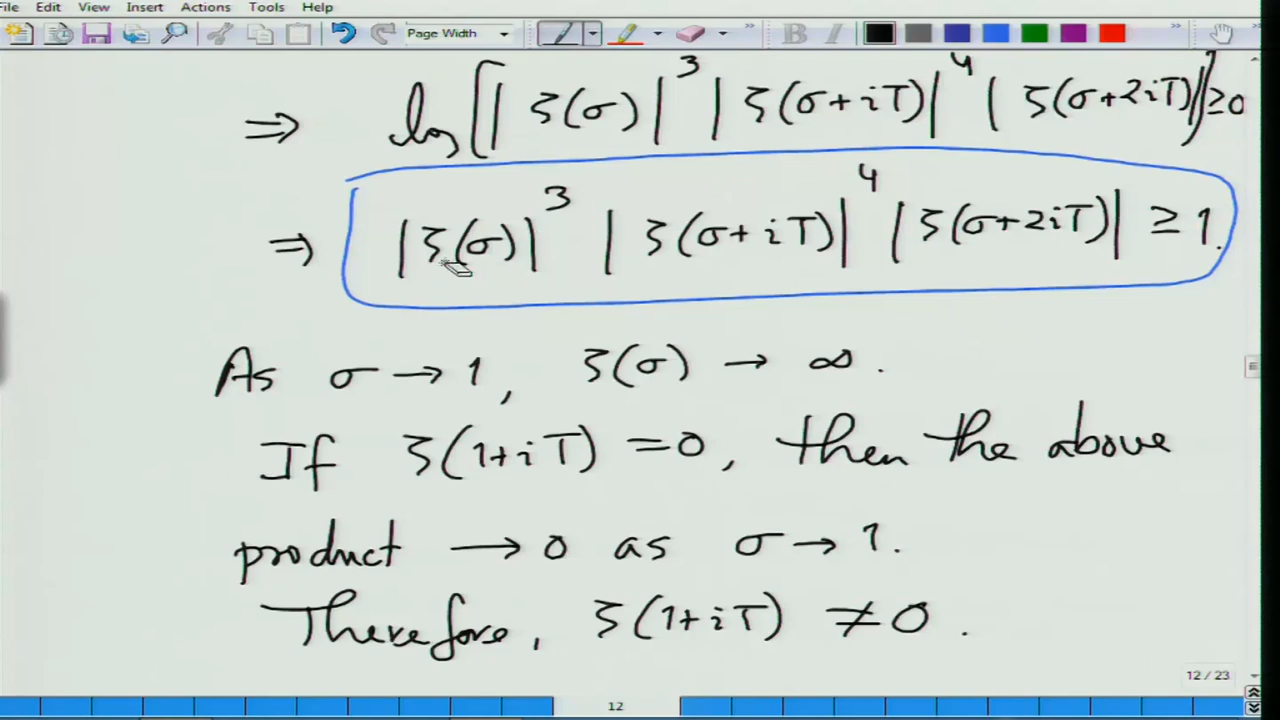 File Edit View Insert Actions Tools Help
Page Width
⇒ log[|ζ(σ)|³ |ζ(σ+iT)|⁴ |ζ(σ+2iT)|] ≥0
⇒ |ζ(σ)|³ |ζ(σ+iT)|⁴ |ζ(σ+2iT)| ≥ 1.
As σ → 1, ζ(σ) → ∞.
If ζ(1+iT) =0, then the above
product → 0 as σ → 1.
Therefore, ζ(1+iT) ≠ 0.
12 / 23
12